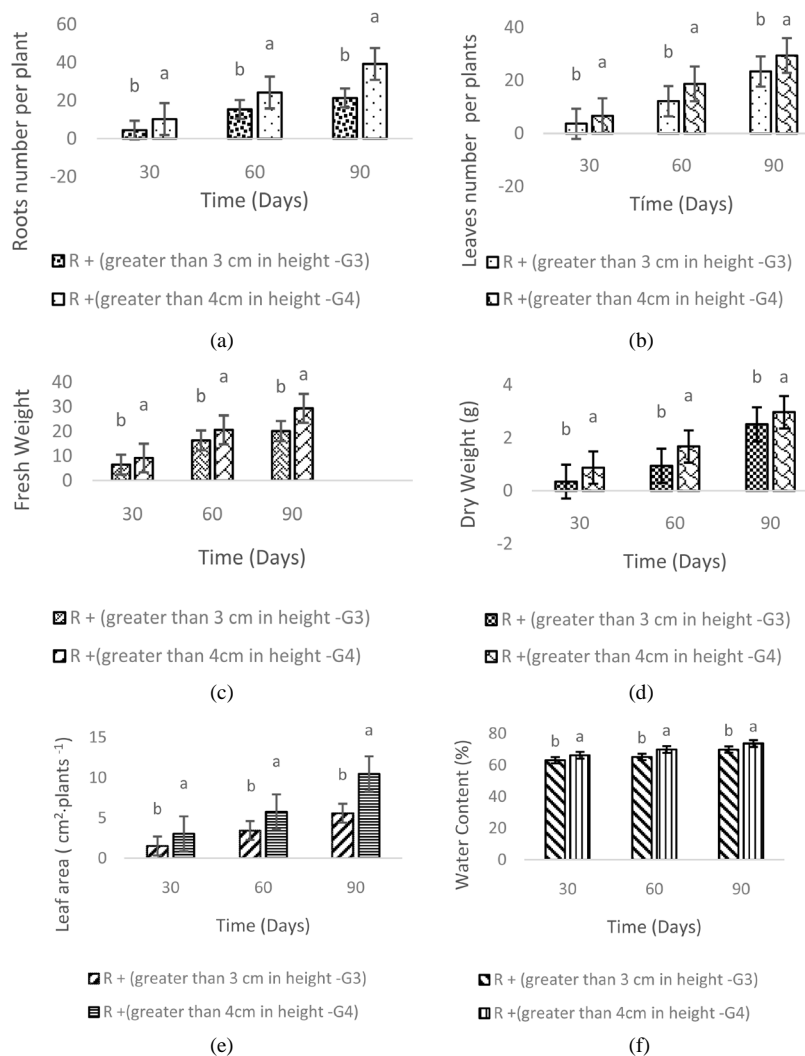 60
40
20
0
-20
Roots number per plant
b a b a b a
30 60 90
Time (Days)
R + (greater than 3 cm in height -G3)
R +(greater than 4cm in height -G4)
(a)
40
20
0
-20
Leaves number per plants
b a b a b a
30 60 90
Tíme (Days)
R + (greater than 3 cm in height -G3)
R +(greater than 4cm in height -G4)
(b)
40
30
20
10
0
Fresh Weight
b a b a b a
30 60 90
Time (Days)
R + (greater than 3 cm in height -G3)
R +(greater than 4cm in height -G4)
(c)
4
2
0
-2
Dry Weight (g)
b a b a b a
30 60 90
Time (Days)
R + (greater than 3 cm in height -G3)
R +(greater than 4cm in height -G4)
(d)
15
10
5
0
Leaf area ( cm²·plants ⁻¹)
b a b a b a
30 60 90
Time (Days)
R + (greater than 3 cm in height -G3)
R +(greater than 4cm in height -G4)
(e)
80
60
40
20
0
Water Content (%)
b a b a b a
30 60 90
Time (Days)
R + (greater than 3 cm in height -G3)
R +(greater than 4cm in height -G4)
(f)